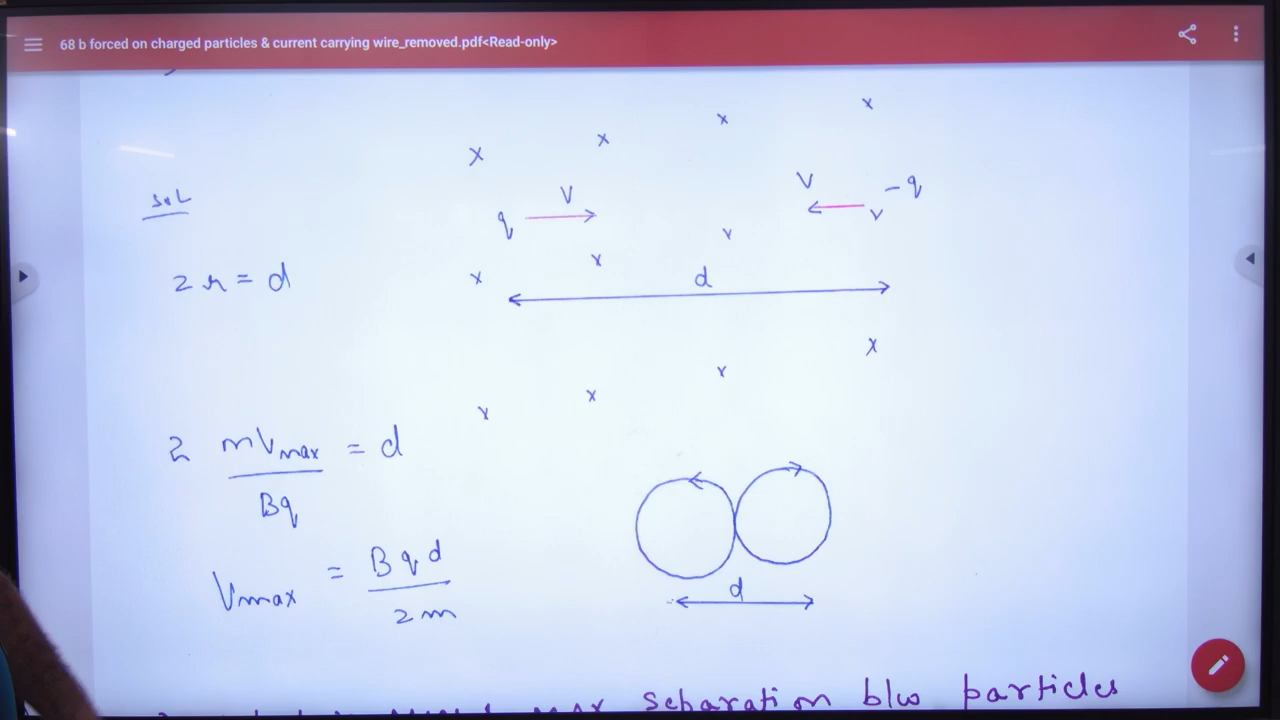 68 b forced on charged particles & current carrying wire_removed.pdf<Read-only>
x x x x
Sol
q V V -q
v
2r = d
x x v
d
x
x x x x
2 mVmax / Bq = d
Vmax = Bqd / 2m
d
separation b/w particles